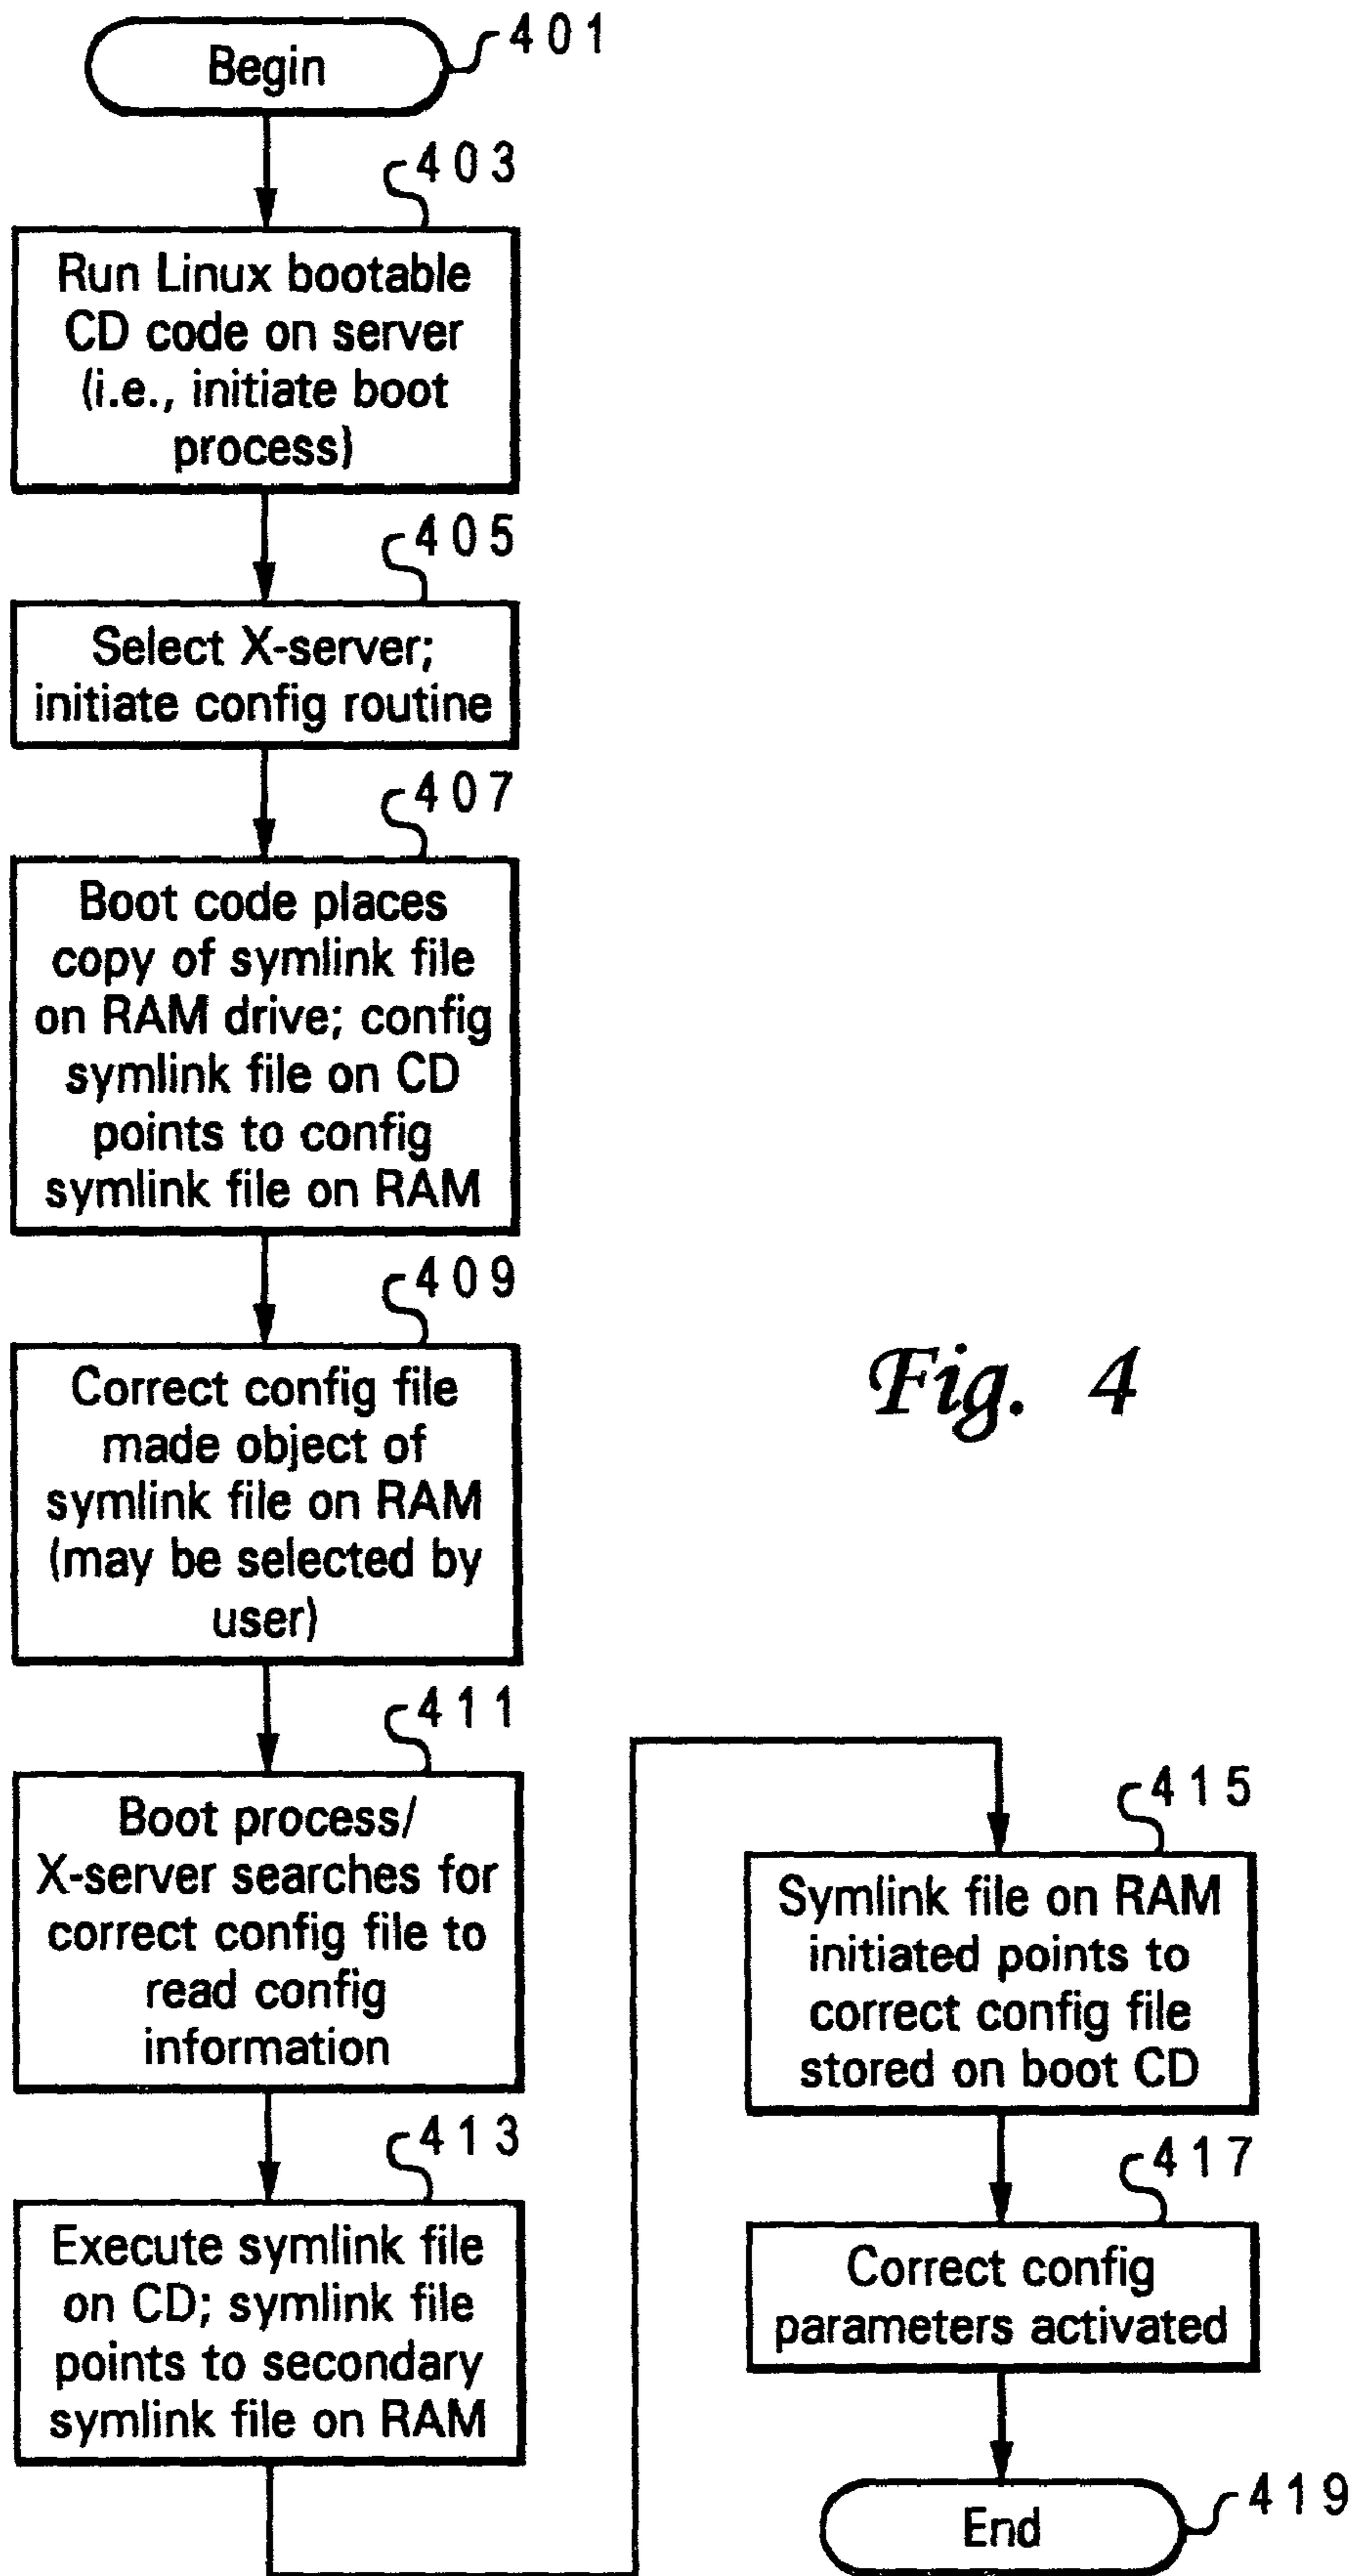 401
Begin
403
Run Linux bootable
CD code on server
(i.e., initiate boot
process)
405
Select X-server;
initiate config routine
407
Boot code places
copy of symlink file
on RAM drive; config
symlink file on CD
points to config
symlink file on RAM
409
Correct config file
made object of
symlink file on RAM
(may be selected by
user)
411
Boot process/
X-server searches for
correct config file to
read config
information
413
Execute symlink file
on CD; symlink file
points to secondary
symlink file on RAM
415
Symlink file on RAM
initiated points to
correct config file
stored on boot CD
417
Correct config
parameters activated
End
419
Fig. 4